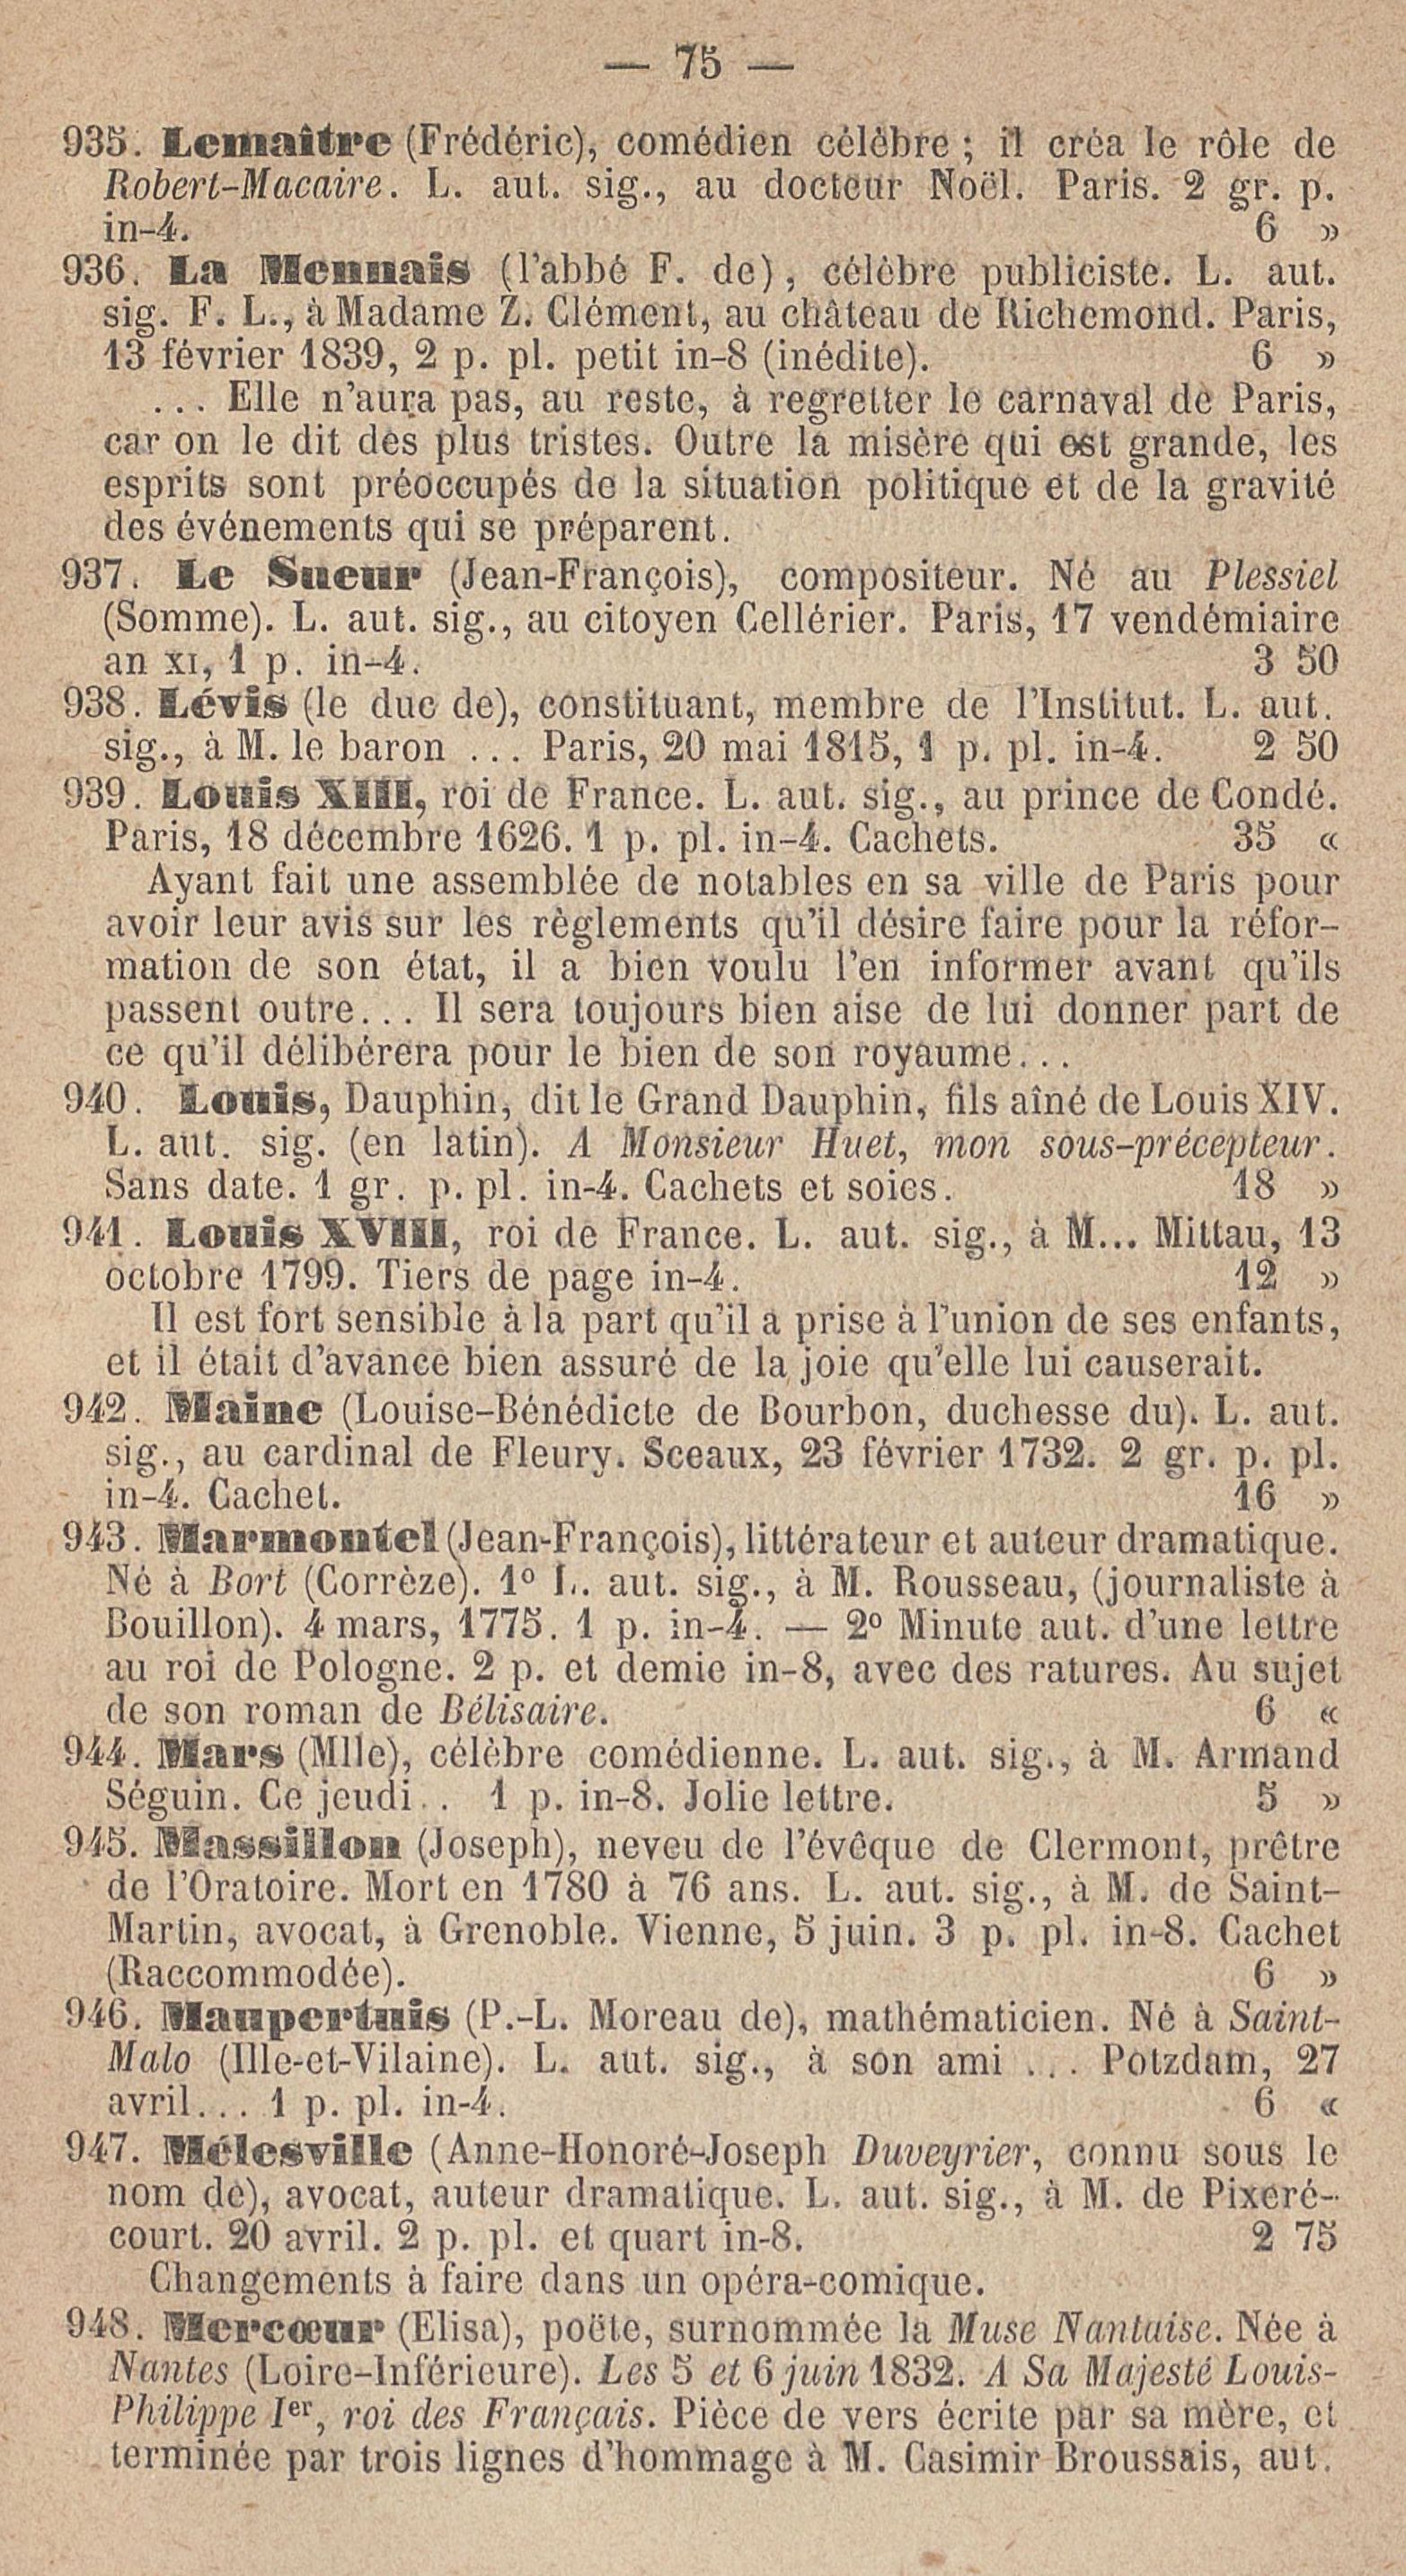 — 75 —
935. Lemaître (Frédéric), comédien célèbre ; il créa le rôle de
Robert-Macaire. L. aut. sig., au docteur Noël. Paris. 2 gr. p.
in-4. 6 »
936. La Mennais (l'abbé F. de), célèbre publiciste. L. aut.
sig. F. L., à Madame Z. Clément, au château de Richemond. Paris,
13 février 1839, 2 p. pl. petit in-8 (inédite). 6 »
... Elle n'aura pas, au reste, à regretter le carnaval de Paris,
car on le dit des plus tristes. Outre la misère qui est grande, les
esprits sont préoccupés de la situation politique et de la gravité
des événements qui se préparent.
937. Le Sueur (Jean-François), compositeur. Né au Plessiel
(Somme). L. aut. sig., au citoyen Cellérier. Paris, 17 vendémiaire
an XI, 1 p. in-4. 3 50
938. Lévis (le duc de), constituant, membre de l'Institut. L. aut.
sig., à M. le baron ... Paris, 20 mai 1815, 1 p. pl. in-4. 2 50
939. Louis XIII, roi de France. L. aut. sig., au prince de Condé.
Paris, 18 décembre 1626. 1 p. pl. in-4. Cachets. 35 «
Ayant fait une assemblée de notables en sa ville de Paris pour
avoir leur avis sur les règlements qu'il désire faire pour la réfor-
mation de son état, il a bien voulu l'en informer avant qu'ils
passent outre... Il sera toujours bien aise de lui donner part de
ce qu'il délibérera pour le bien de son royaume...
940. Louis, Dauphin, dit le Grand Dauphin, fils aîné de Louis XIV.
L. aut. sig. (en latin). A Monsieur Huet, mon sous-précepteur.
Sans date. 1 gr. p. pl. in-4. Cachets et soies. 18 »
941. Louis XVIII, roi de France. L. aut. sig., à M... Mittau, 13
octobre 1799. Tiers de page in-4. 12 »
Il est fort sensible à la part qu'il a prise à l'union de ses enfants,
et il était d'avance bien assuré de la joie qu'elle lui causerait.
942. Maine (Louise-Bénédicte de Bourbon, duchesse du). L. aut.
sig., au cardinal de Fleury. Sceaux, 23 février 1732. 2 gr. p. pl.
in-4. Cachet. 16 »
943. Marmontel (Jean-François), littérateur et auteur dramatique.
Né à Bort (Corrèze). 1º L. aut. sig., à M. Rousseau, (journaliste à
Bouillon). 4 mars, 1775. 1 p. in-4. — 2º Minute aut. d'une lettre
au roi de Pologne. 2 p. et demie in-8, avec des ratures. Au sujet
de son roman de Bélisaire. 6 «
944. Mars (Mlle), célèbre comédienne. L. aut. sig., à M. Armand
Séguin. Ce jeudi.. 1 p. in-8. Jolie lettre. 5 »
945. Massillon (Joseph), neveu de l'évêque de Clermont, prêtre
de l'Oratoire. Mort en 1780 à 76 ans. L. aut. sig., à M. de Saint-
Martin, avocat, à Grenoble. Vienne, 5 juin. 3 p. pl. in-8. Cachet
(Raccommodée). 6 »
946. Maupertuis (P.-L. Moreau de), mathématicien. Né à Saint-
Malo (Ille-et-Vilaine). L. aut. sig., à son ami ... Potzdam, 27
avril... 1 p. pl. in-4. 6 «
947. Mélesville (Anne-Honoré-Joseph Duveyrier, connu sous le
nom de), avocat, auteur dramatique. L. aut. sig., à M. de Pixeré-
court. 20 avril. 2 p. pl. et quart in-8. 2 75
Changements à faire dans un opéra-comique.
948. Mercœur (Elisa), poëte, surnommée la Muse Nantaise. Née à
Nantes (Loire-Inférieure). Les 5 et 6 juin 1832. A Sa Majesté Louis-
Philippe Ier, roi des Français. Pièce de vers écrite par sa mère, et
terminée par trois lignes d'hommage à M. Casimir Broussais, aut.